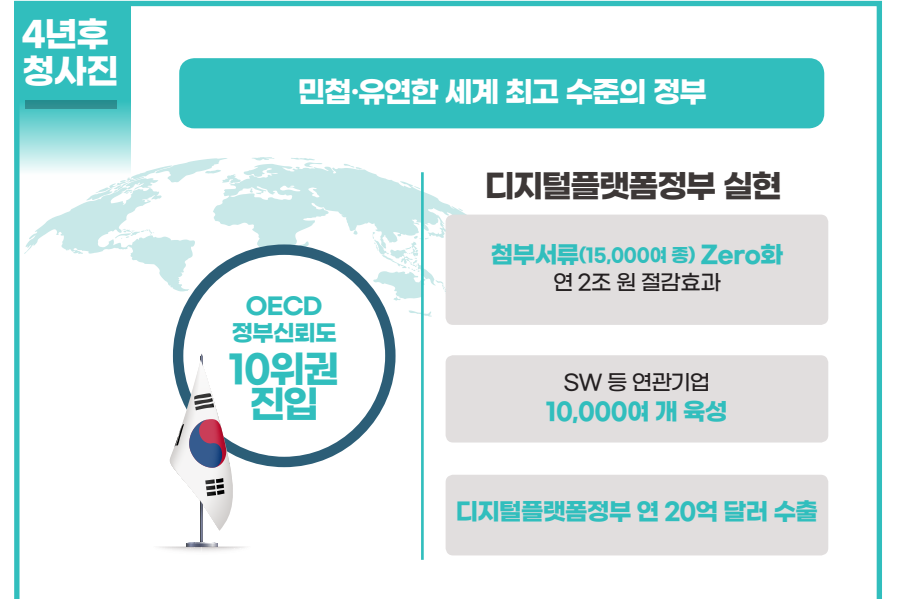 4년후
청사진
민첩·유연한 세계 최고 수준의 정부
OECD
정부신뢰도
10위권
진입
디지털플랫폼정부 실현
첨부서류(15,000여 종) Zero화
연 2조 원 절감효과
SW 등 연관기업
10,000여 개 육성
디지털플랫폼정부 연 20억 달러 수출